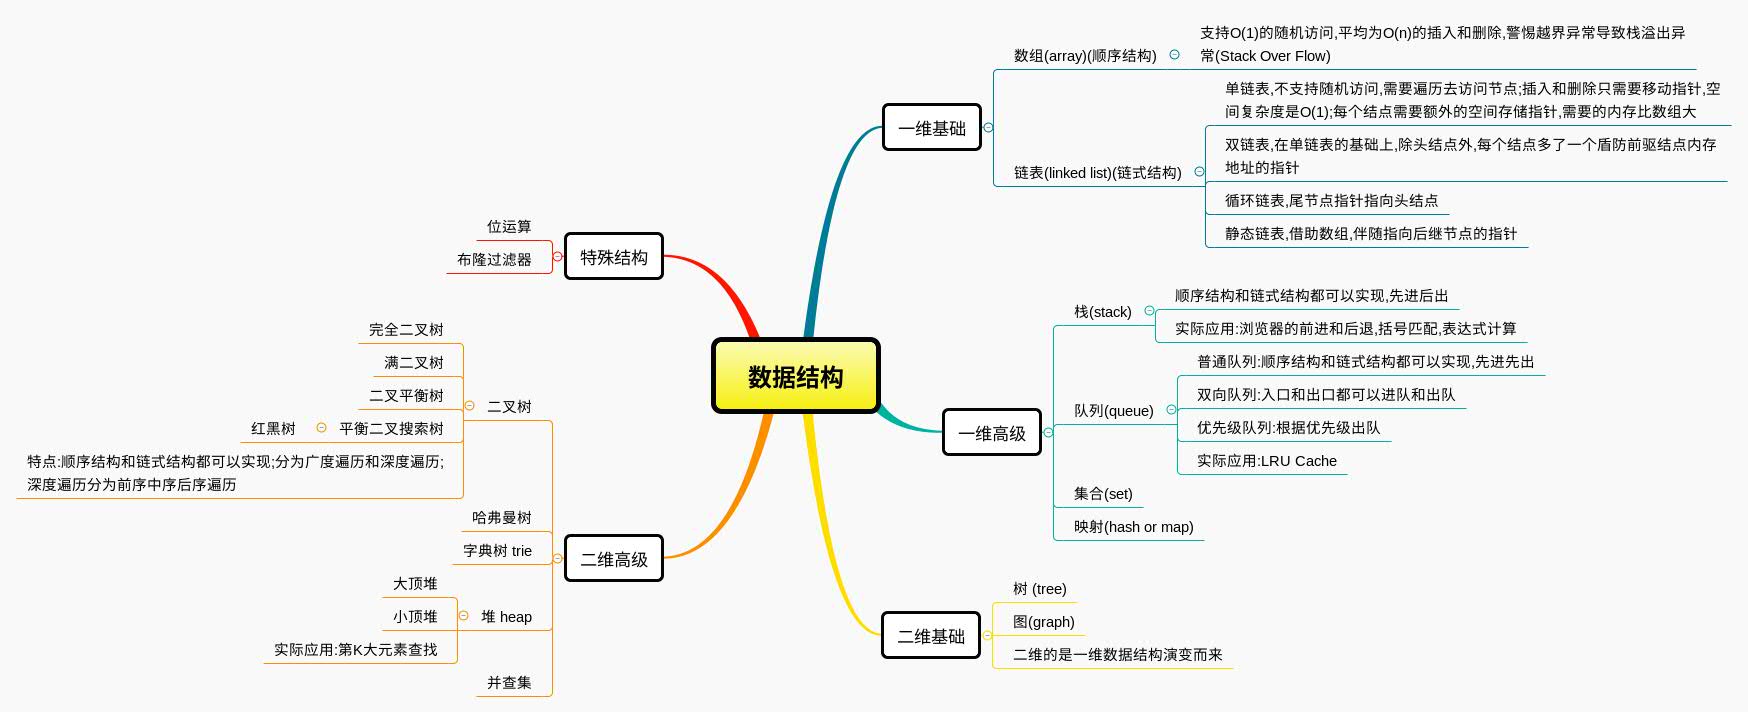 数据结构
一维基础
数组(array)(顺序结构)
支持O(1)的随机访问,平均为O(n)的插入和删除,警惕越界异常导致栈溢出异
常(Stack Over Flow)
链表(linked list)(链式结构)
单链表,不支持随机访问,需要遍历去访问节点;插入和删除只需要移动指针,空
间复杂度是O(1);每个结点需要额外的空间存储指针,需要的内存比数组大
双链表,在单链表的基础上,除头结点外,每个结点多了一个盾防前驱结点内存
地址的指针
循环链表,尾节点指针指向头结点
静态链表,借助数组,伴随指向后继节点的指针
一维高级
栈(stack)
顺序结构和链式结构都可以实现,先进后出
实际应用:浏览器的前进和后退,括号匹配,表达式计算
队列(queue)
普通队列:顺序结构和链式结构都可以实现,先进先出
双向队列:入口和出口都可以进队和出队
优先级队列:根据优先级出队
实际应用:LRU Cache
集合(set)
映射(hash or map)
二维基础
树 (tree)
图(graph)
二维的是一维数据结构演变而来
特殊结构
位运算
布隆过滤器
二维高级
二叉树
完全二叉树
满二叉树
二叉平衡树
平衡二叉搜索树
红黑树
特点:顺序结构和链式结构都可以实现;分为广度遍历和深度遍历;
深度遍历分为前序中序后序遍历
哈弗曼树
字典树 trie
堆 heap
大顶堆
小顶堆
实际应用:第K大元素查找
并查集